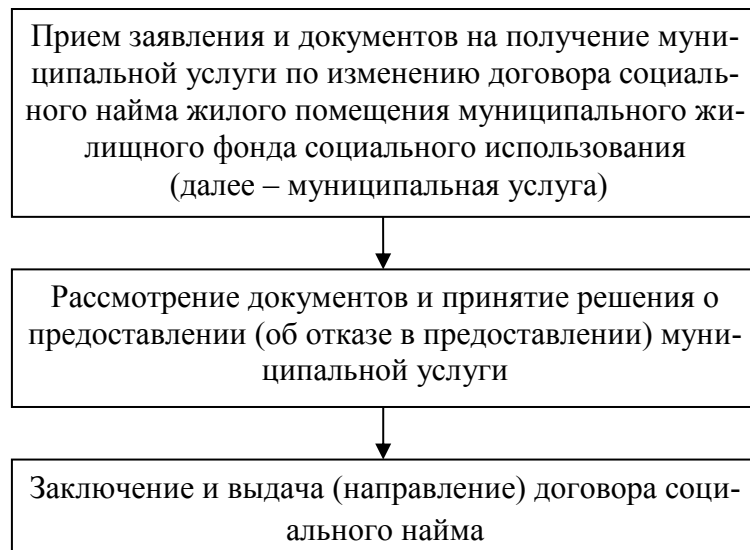 Прием заявления и документов на получение муни-
ципальной услуги по изменению договора социаль-
ного найма жилого помещения муниципального жи-
лищного фонда социального использования
(далее – муниципальная услуга)
Рассмотрение документов и принятие решения о
предоставлении (об отказе в предоставлении) муни-
ципальной услуги
Заключение и выдача (направление) договора соци-
ального найма